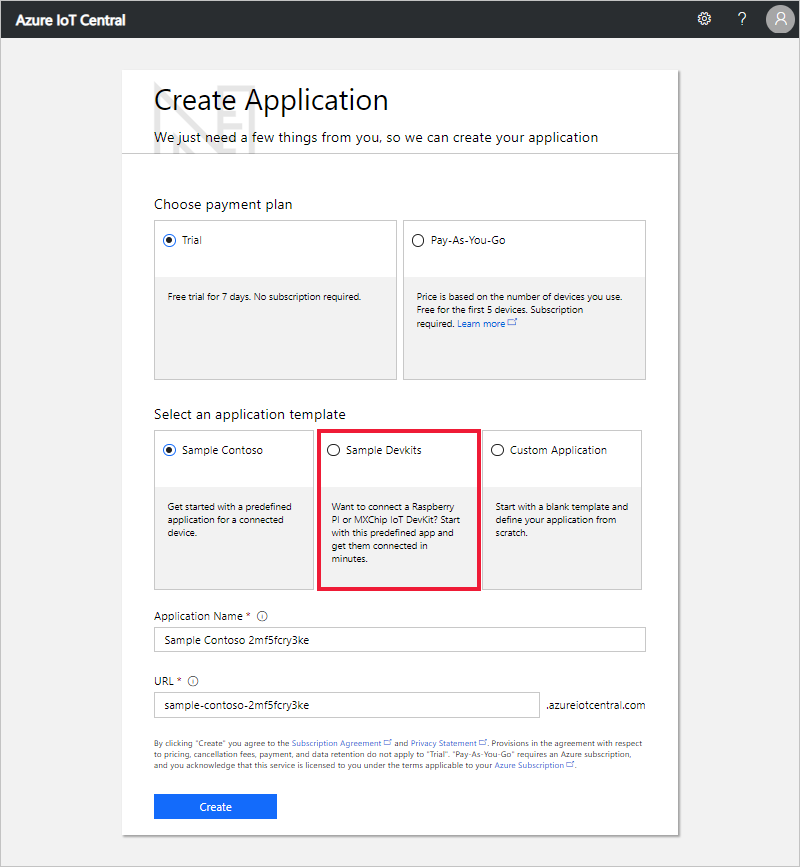 Azure IoT Central
?
Create Application
We just need a few things from you, so we can create your application
Choose payment plan
Trial
Free trial for 7 days. No subscription required.
Pay-As-You-Go
Price is based on the number of devices you use.
Free for the first 5 devices. Subscription
required. Learn more
Select an application template
Sample Contoso
Get started with a predefined
application for a connected
device.
Sample Devkits
Want to connect a Raspberry
PI or MXChip IoT DevKit? Start
with this predefined app and
get them connected in
minutes.
Custom Application
Start with a blank template and
define your application from
scratch.
Application Name *
Sample Contoso 2mf5fcry3ke
URL *
sample-contoso-2mf5fcry3ke
.azureiotcentral.com
By clicking "Create" you agree to the Subscription Agreement and Privacy Statement. Provisions in the agreement with respect
to pricing, cancellation fees, payment, and data retention do not apply to "Trial". "Pay-As-You-Go" requires an Azure subscription,
and you acknowledge that this service is licensed to you under the terms applicable to your Azure Subscription.
Create